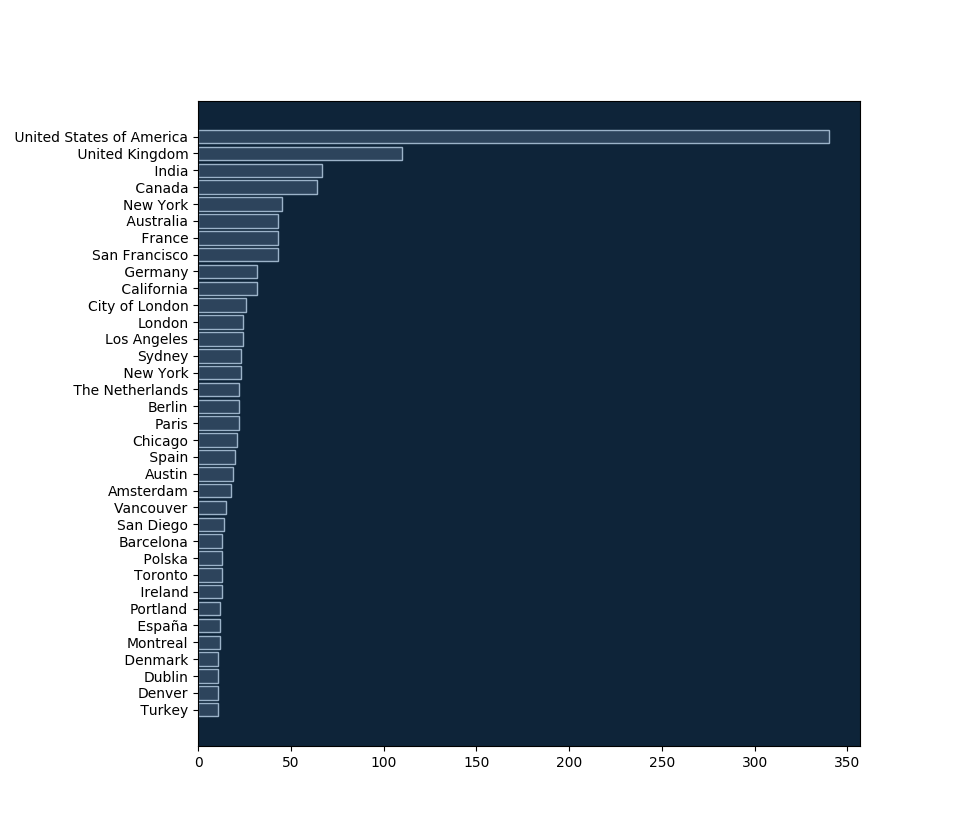 United States of America
United Kingdom
India
Canada
New York
Australia
France
San Francisco
Germany
California
City of London
London
Los Angeles
Sydney
New York
The Netherlands
Berlin
Paris
Chicago
Spain
Austin
Amsterdam
Vancouver
San Diego
Barcelona
Polska
Toronto
Ireland
Portland
España
Montreal
Denmark
Dublin
Denver
Turkey
0 50 100 150 200 250 300 350